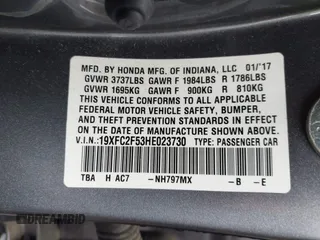 MFD. BY HONDA MFG. OF INDIANA, LLC 01/'17
GVWR 3737LBS GAWR F 1984LBS R 1786LBS
GVWR 1695KG GAWR F 900KG R 810KG
THIS VEHICLE CONFORMS TO ALL APPLICABLE
FEDERAL MOTOR VEHICLE SAFETY, BUMPER,
AND THEFT PREVENTION STANDARDS IN EFFECT
ON THE DATE OF MANUFACTURE SHOWN ABOVE.
V.I.N.: 19XFC2F53HE023730 TYPE: PASSENGER CAR
TBA H AC7 -NH797MX -B -E
DREAMBID